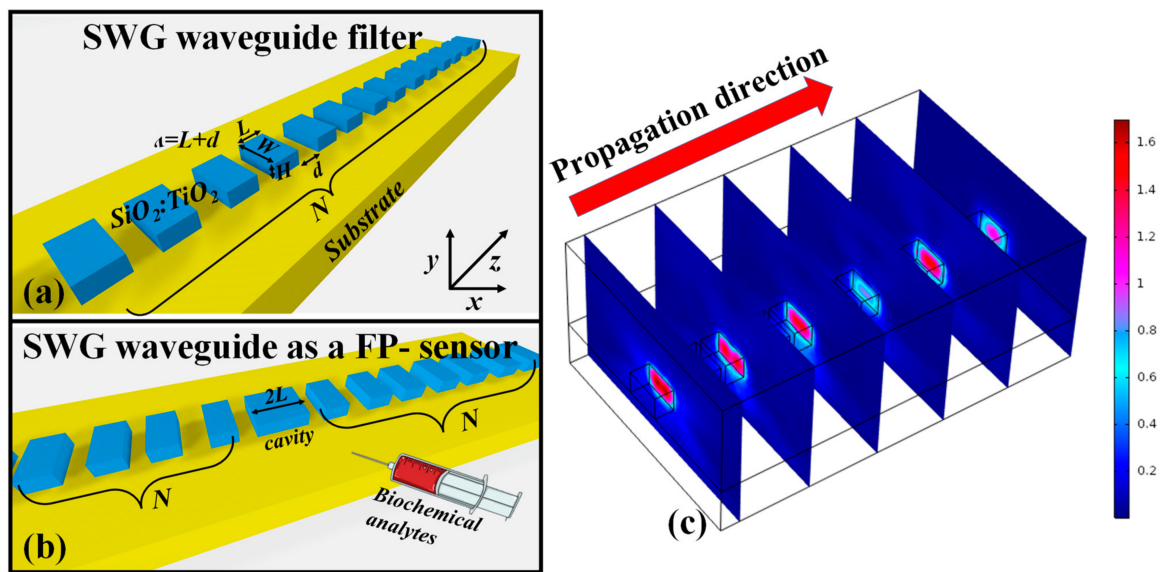 SWG waveguide filter
L
=L+d
W
H
d
SiO₂:TiO₂
N
Substrate
y
z
x
(a)
SWG waveguide as a FP- sensor
2L
cavity
N
N
Biochemical
analytes
(b)
Propagation direction
1.6
1.4
1.2
1
0.8
0.6
0.4
0.2
(c)